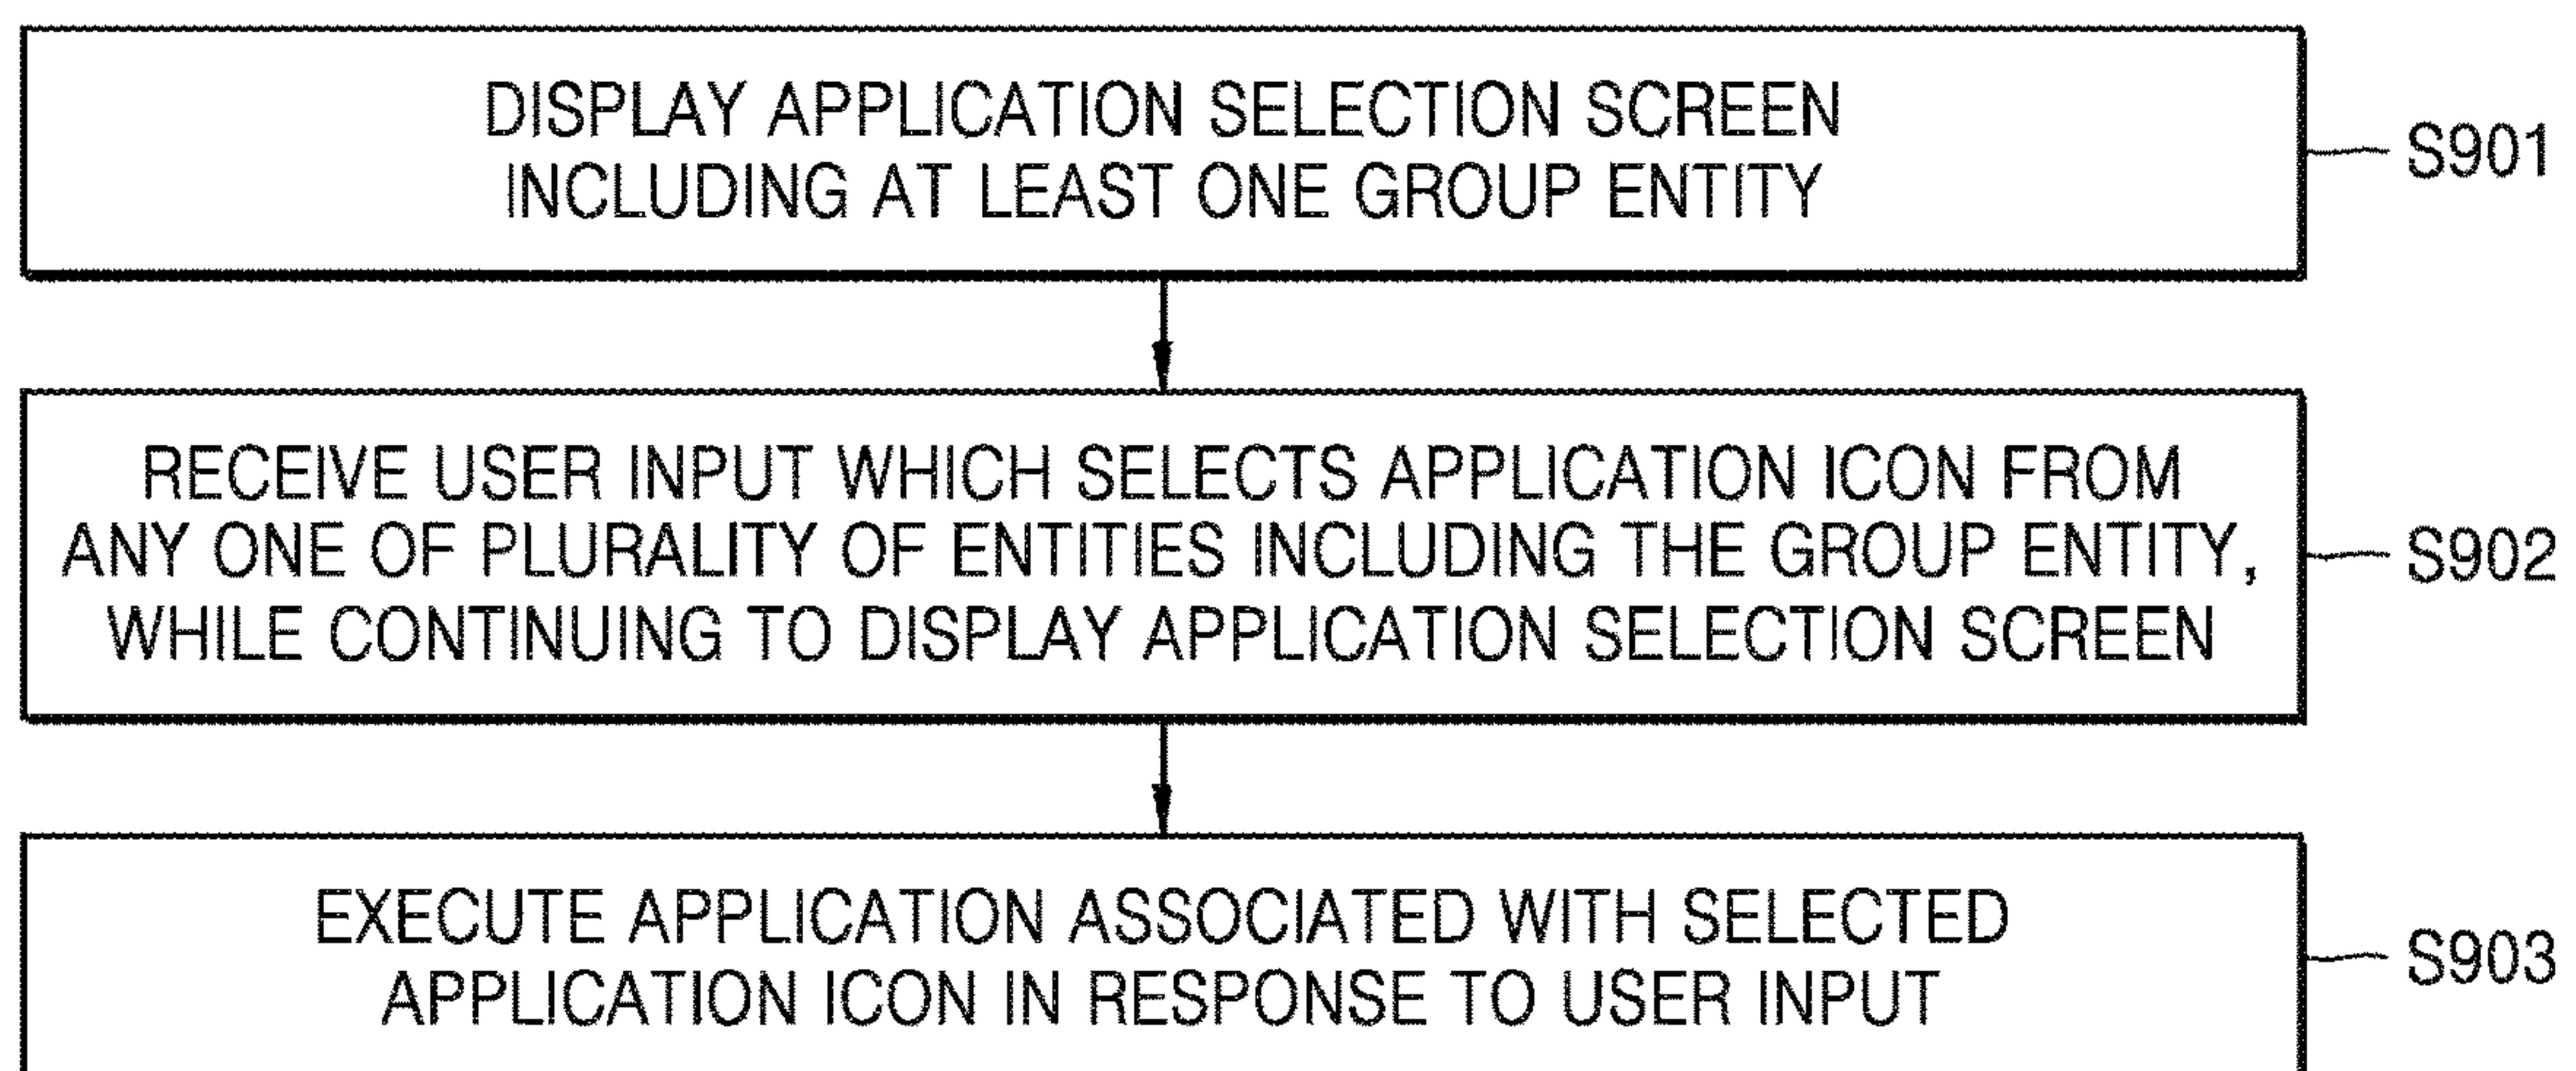 DISPLAY APPLICATION SELECTION SCREEN
INCLUDING AT LEAST ONE GROUP ENTITY
S901
RECEIVE USER INPUT WHICH SELECTS APPLICATION ICON FROM
ANY ONE OF PLURALITY OF ENTITIES INCLUDING THE GROUP ENTITY,
WHILE CONTINUING TO DISPLAY APPLICATION SELECTION SCREEN
S902
EXECUTE APPLICATION ASSOCIATED WITH SELECTED
APPLICATION ICON IN RESPONSE TO USER INPUT
S903